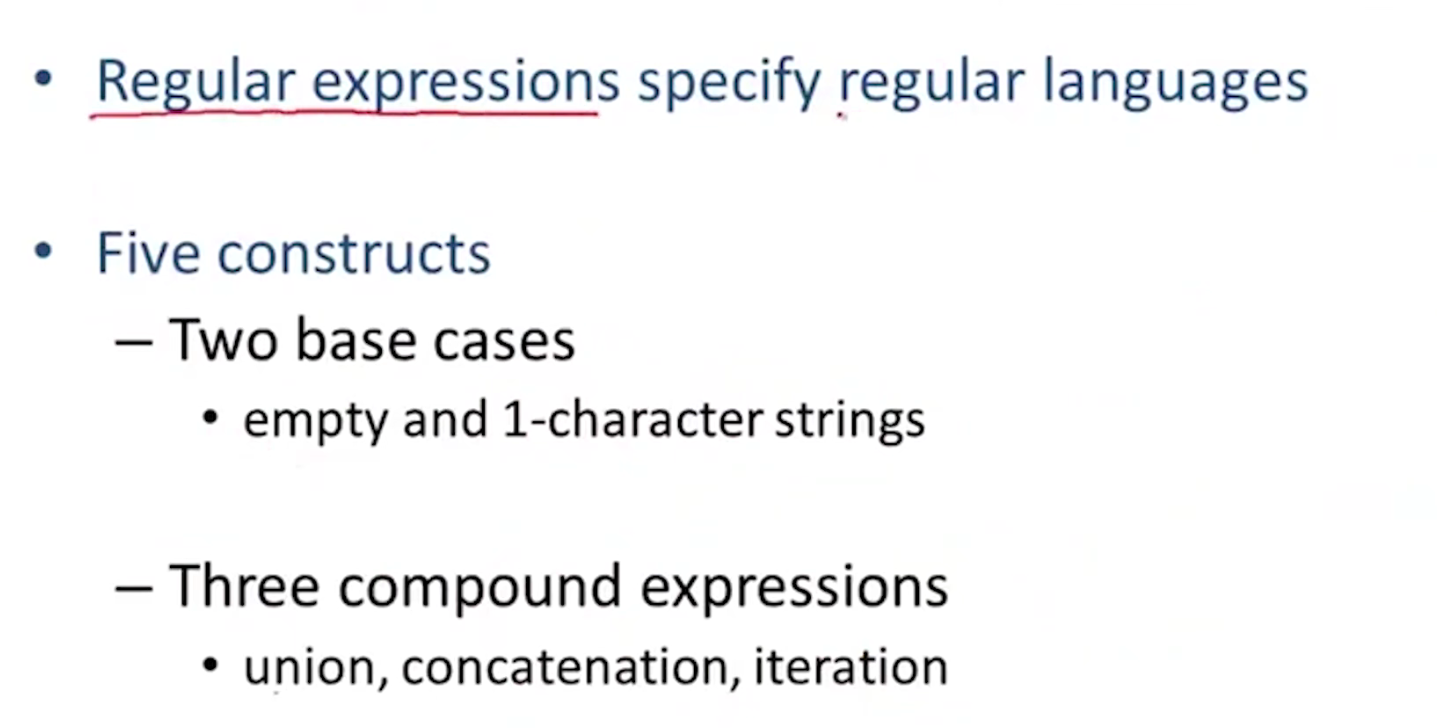 • Regular expressions specify regular languages
• Five constructs
– Two base cases
• empty and 1-character strings
– Three compound expressions
• union, concatenation, iteration